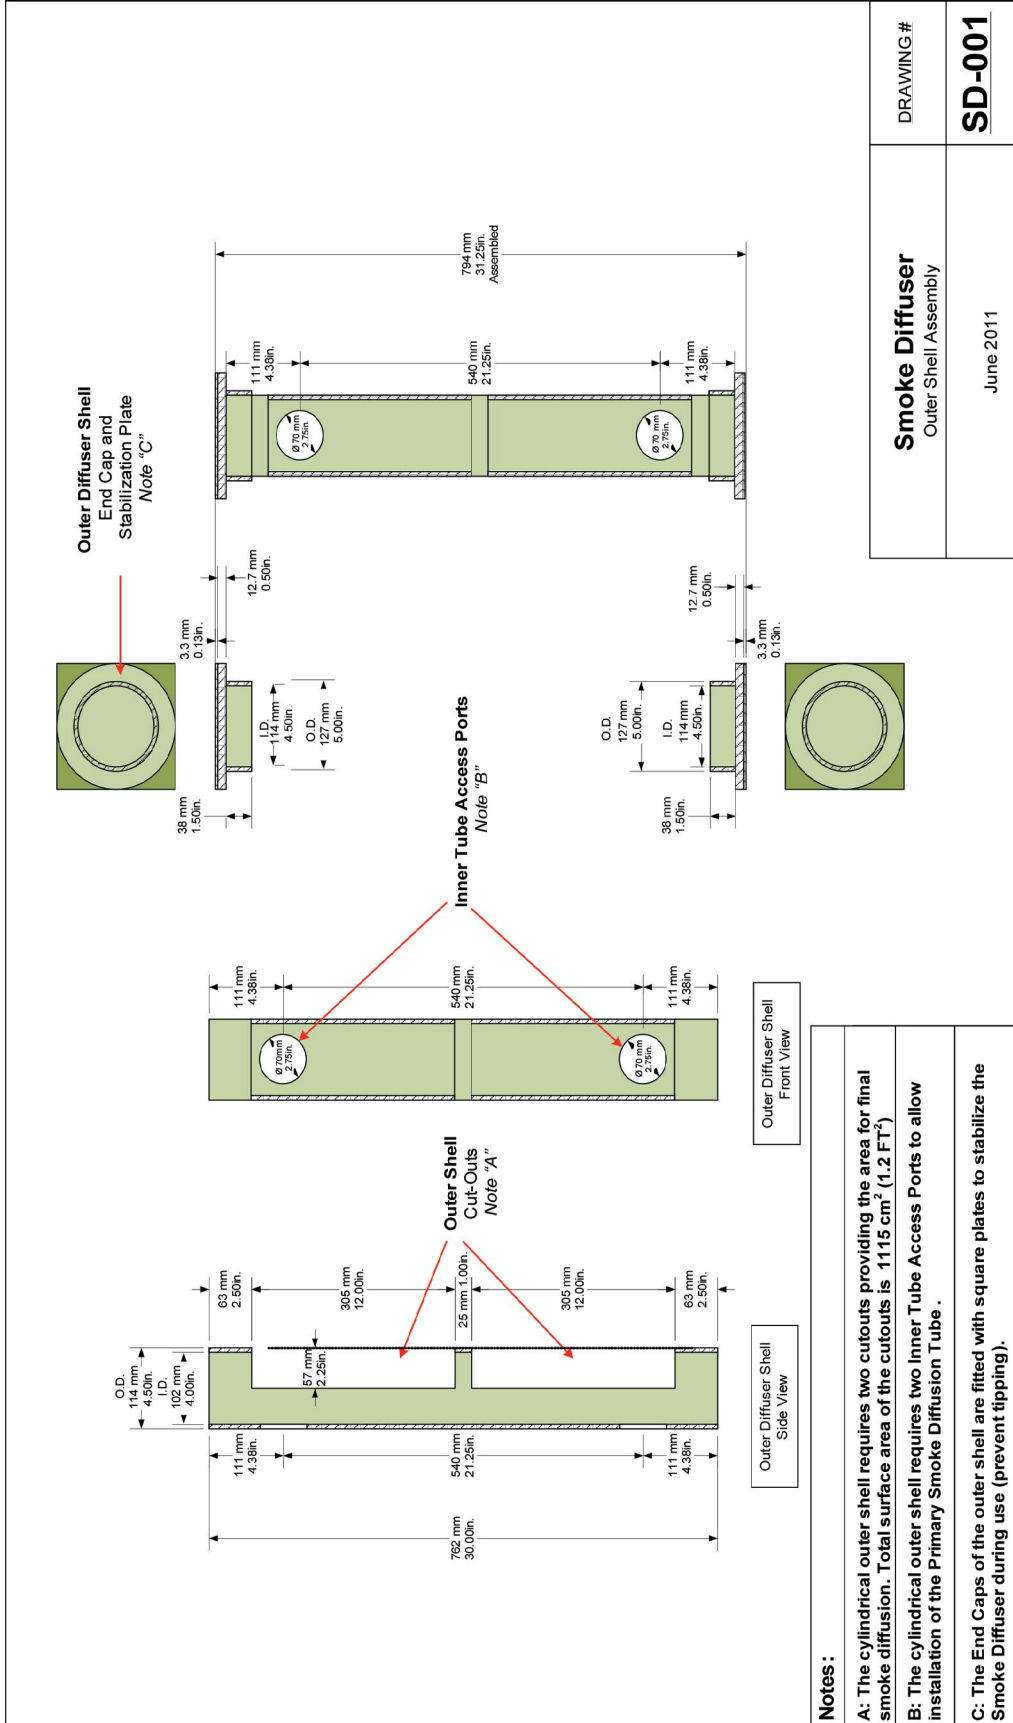 762 mm
30.00in.
111 mm
4.38in.
540 mm
21.25in.
111 mm
4.38in.
O.D.
114 mm
4.50in.
I.D.
102 mm
4.00in.
57 mm
2.25in.
63 mm
2.50in.
305 mm
12.00in.
25 mm 1.00in.
305 mm
12.00in.
63 mm
2.50in.
Outer Diffuser Shell
Side View
Outer Shell
Cut-Outs
Note "A"
Ø 70mm
2.75in.
Ø 70 mm
2.75in.
111 mm
4.38in.
540 mm
21.25in.
111 mm
4.38in.
Outer Diffuser Shell
Front View
Inner Tube Access Ports
Note "B"
38 mm
1.50in.
I.D.
114 mm
4.50in.
O.D.
127 mm
5.00in.
3.3 mm
0.13in.
12.7 mm
0.50in.
O.D.
127 mm
5.00in.
I.D.
114 mm
4.50in.
38 mm
1.50in.
12.7 mm
0.50in.
3.3 mm
0.13in.
Outer Diffuser Shell
End Cap and
Stabilization Plate
Note "C"
Ø 70 mm
2.75in.
Ø 70 mm
2.75in.
111 mm
4.38in.
540 mm
21.25in.
111 mm
4.38in.
794 mm
31.25in.
Assembled
Notes:
A: The cylindrical outer shell requires two cutouts providing the area for final
smoke diffusion. Total surface area of the cutouts is 1115 cm² (1.2 FT²)
B: The cylindrical outer shell requires two Inner Tube Access Ports to allow
installation of the Primary Smoke Diffusion Tube .
C: The End Caps of the outer shell are fitted with square plates to stabilize the
Smoke Diffuser during use (prevent tipping).
Smoke Diffuser
Outer Shell Assembly
June 2011
DRAWING #
SD-001